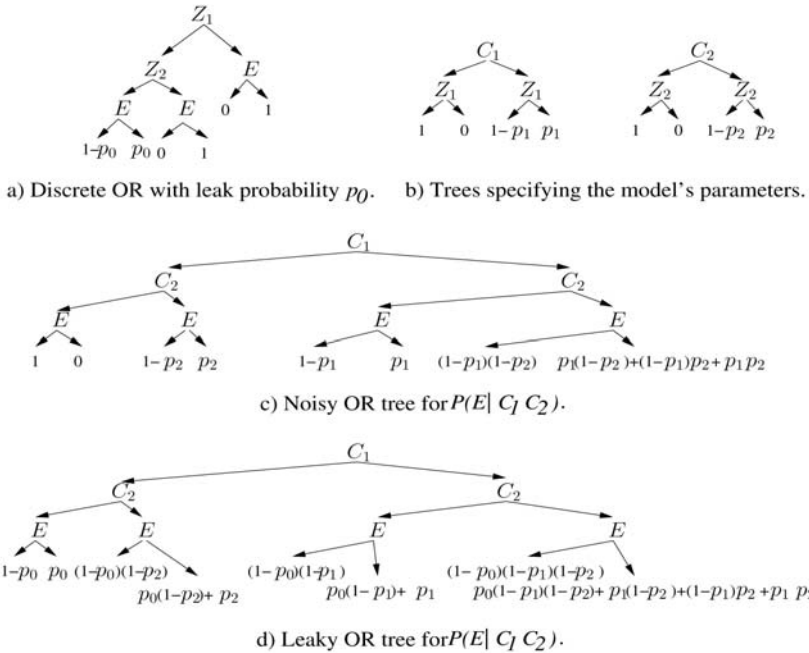 Z₁
Z₂ E
E E 0 1
1−p₀ p₀ 0 1
a) Discrete OR with leak probability p₀.
C₁ C₂
Z₁ Z₁ Z₂ Z₂
1 0 1−p₁ p₁ 1 0 1−p₂ p₂
b) Trees specifying the model's parameters.
C₁
C₂ C₂
E E E E
1 0 1−p₂ p₂ 1−p₁ p₁ (1−p₁)(1−p₂) p₁(1−p₂)+(1−p₁)p₂+p₁p₂
c) Noisy OR tree for P(E| C₁ C₂).
C₁
C₂ C₂
E E E E
1−p₀ p₀ (1−p₀)(1−p₂) (1−p₀)(1−p₁) (1−p₀)(1−p₁)(1−p₂)
p₀(1−p₂)+ p₂ p₀(1−p₁)+ p₁ p₀(1−p₁)(1−p₂)+ p₁(1−p₂)+(1−p₁)p₂+p₁ p
d) Leaky OR tree for P(E| C₁ C₂).